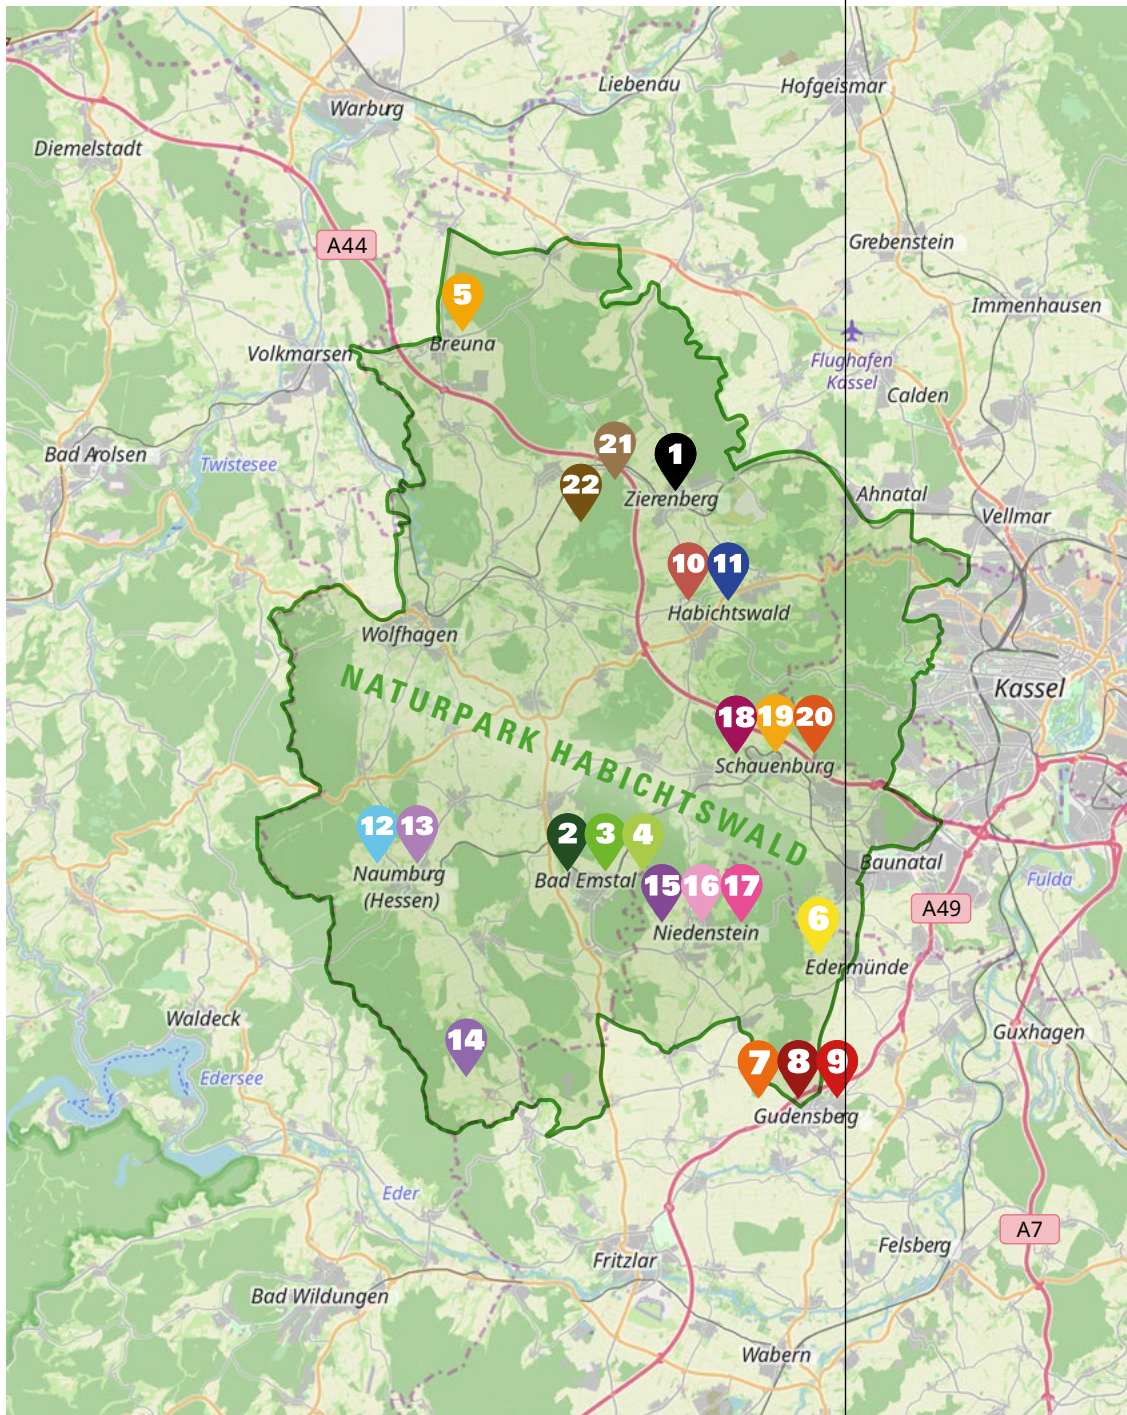 Liebenau
Hofgeismar
Warburg
Diemelstadt
A44
Grebenstein
5
Immenhausen
Breuna
Volkmarsen
Flughafen
Kassel
Calden
21
1
Bad Arolsen
Twistesee
22
Zierenberg
Ahnatal
Vellmar
10
11
Habichtswald
Wolfhagen
Kassel
NATURPARK HABICHTSWALD
18
19
20
Schauenburg
12
13
2
3
4
Baunatal
Naumburg
(Hessen)
Bad Emstal
15
16
17
Fulda
A49
6
Niedenstein
Edermünde
Waldeck
Guxhagen
14
7
8
9
Edersee
Gudensberg
Eder
A7
Felsberg
Fritzlar
Bad Wildungen
Wabern